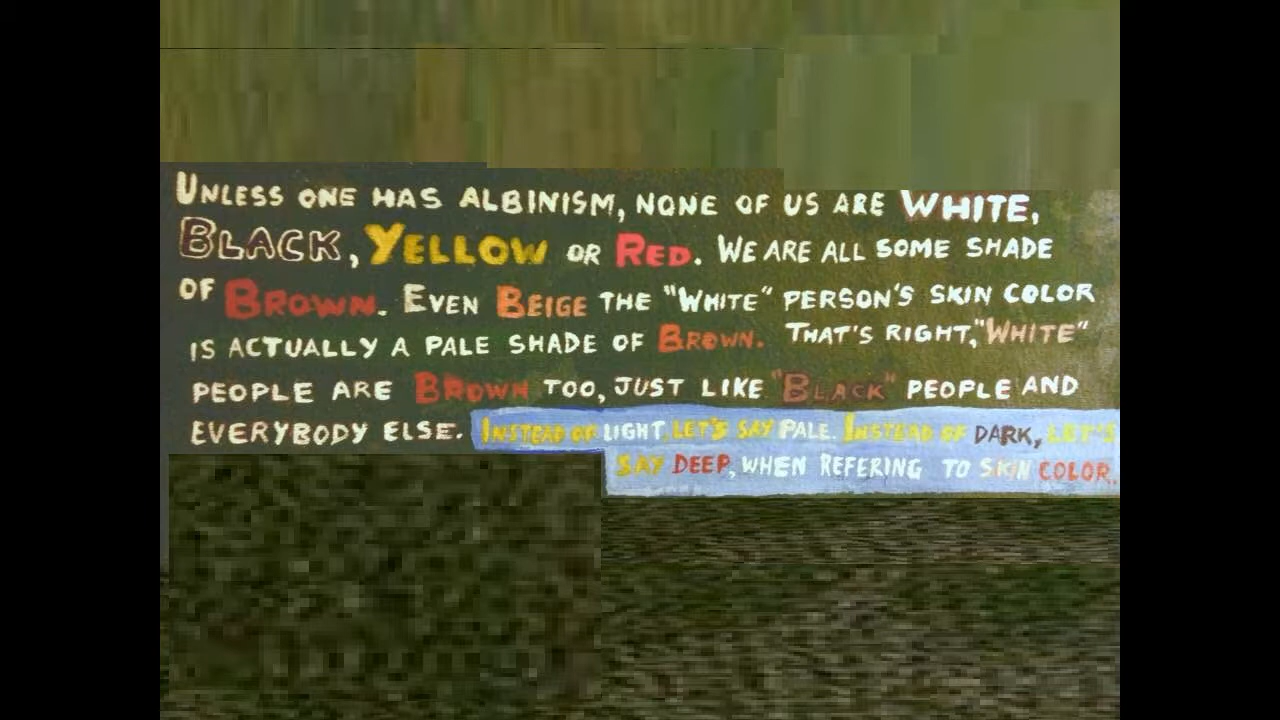 UNLESS ONE HAS ALBINISM, NONE OF US ARE WHITE,
BLACK, YELLOW OR RED. WE ARE ALL SOME SHADE
OF BROWN. EVEN BEIGE THE "WHITE" PERSON'S SKIN COLOR
IS ACTUALLY A PALE SHADE OF BROWN. THAT'S RIGHT, "WHITE"
PEOPLE ARE BROWN TOO, JUST LIKE "BLACK" PEOPLE AND
EVERYBODY ELSE. INSTEAD OF LIGHT, LET'S SAY PALE. INSTEAD OF DARK, LET'S
SAY DEEP, WHEN REFERING TO SKIN COLOR.